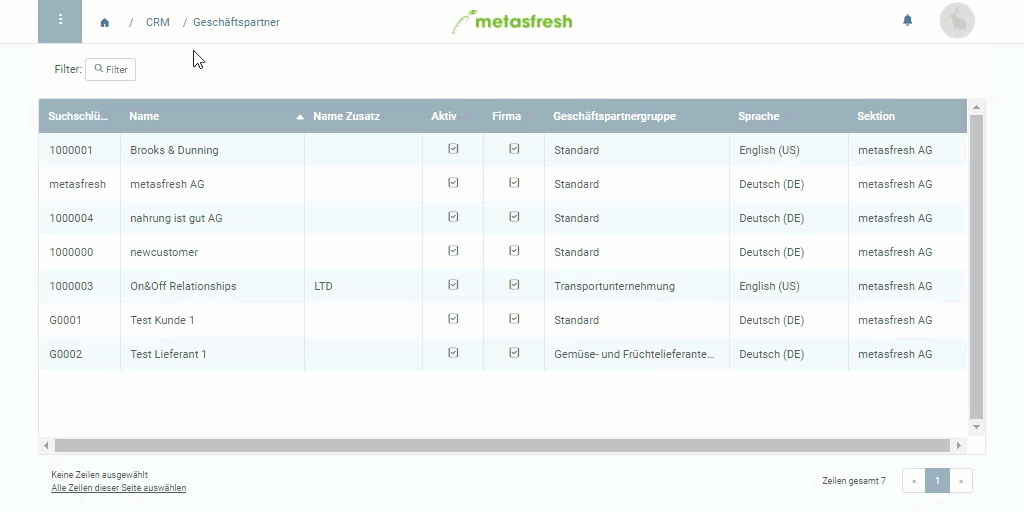 / CRM / Geschäftspartner metasfresh
Filter: Filter
Suchschlü... Name Name Zusatz Aktiv Firma Geschäftspartnergruppe Sprache Sektion
1000001 Brooks & Dunning Standard English (US) metasfresh AG
metasfresh metasfresh AG Standard Deutsch (DE) metasfresh AG
1000004 nahrung ist gut AG Standard Deutsch (DE) metasfresh AG
1000000 newcustomer Standard Deutsch (DE) metasfresh AG
1000003 On&Off Relationships LTD Transportunternehmung English (US) metasfresh AG
G0001 Test Kunde 1 Standard Deutsch (DE) metasfresh AG
G0002 Test Lieferant 1 Gemüse- und Früchtelieferante... Deutsch (DE) metasfresh AG
Keine Zeilen ausgewählt
Alle Zeilen dieser Seite auswählen
Zeilen gesamt 7 « 1 »